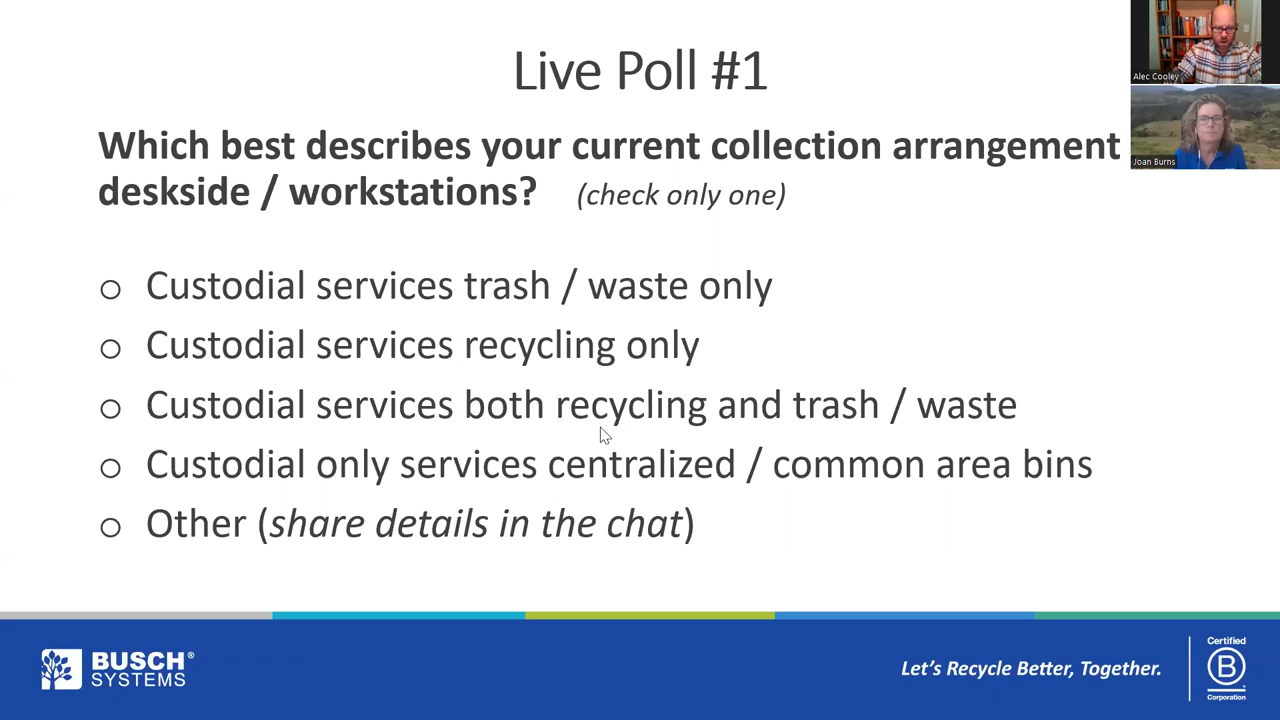 Live Poll #1
Alec Cooley
Which best describes your current collection arrangement
Joan Burns
deskside / workstations? (check only one)
o Custodial services trash / waste only
o Custodial services recycling only
o Custodial services both recycling and trash / waste
o Custodial only services centralized / common area bins
o Other (share details in the chat)
BUSCH®
SYSTEMS
Let's Recycle Better, Together.
Certified
B
Corporation